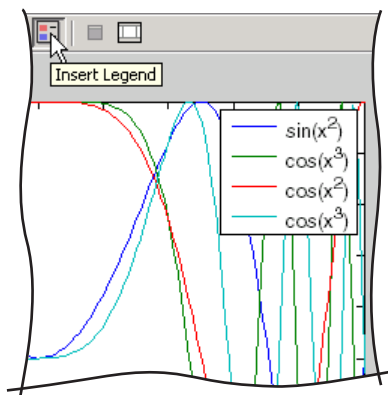 Insert Legend
sin(x²)
cos(x³)
cos(x²)
cos(x³)